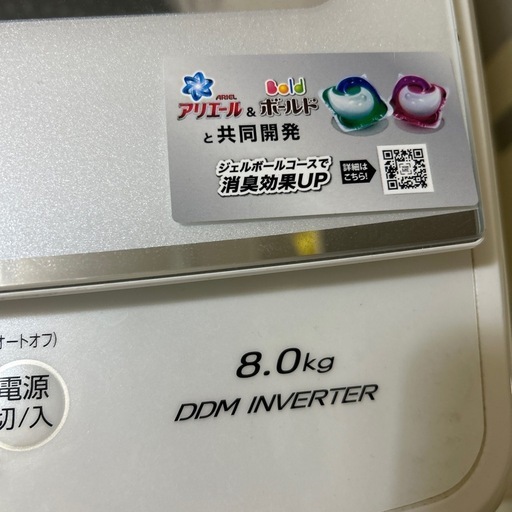 ARIEL
アリエール & Bold ボールド
と共同開発
ジェルボールコースで
消臭効果UP
詳細は
こちら!
オートオフ)
電源
切/入
8.0kg
DDM INVERTER